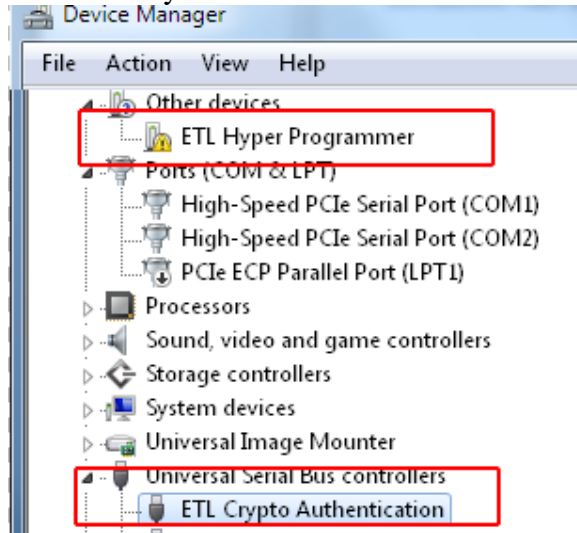 Device Manager
File Action View Help
Other devices
ETL Hyper Programmer
Ports (COM & LPT)
High-Speed PCIe Serial Port (COM1)
High-Speed PCIe Serial Port (COM2)
PCIe ECP Parallel Port (LPT1)
Processors
Sound, video and game controllers
Storage controllers
System devices
Universal Image Mounter
Universal Serial Bus controllers
ETL Crypto Authentication